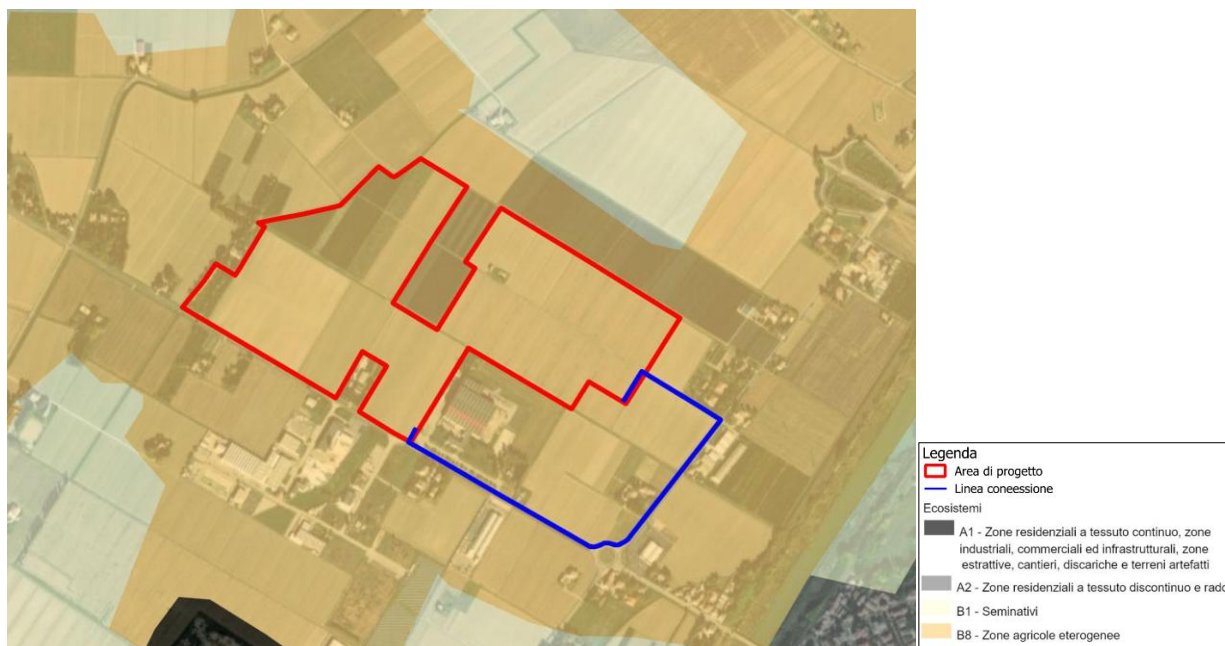 Legenda
Area di progetto
Linea coneessione
Ecosistemi
A1 - Zone residenziali a tessuto continuo, zone
industriali, commerciali ed infrastrutturali, zone
estrattive, cantieri, discariche e terreni artefatti
A2 - Zone residenziali a tessuto discontinuo e rado
B1 - Seminativi
B8 - Zone agricole eterogenee